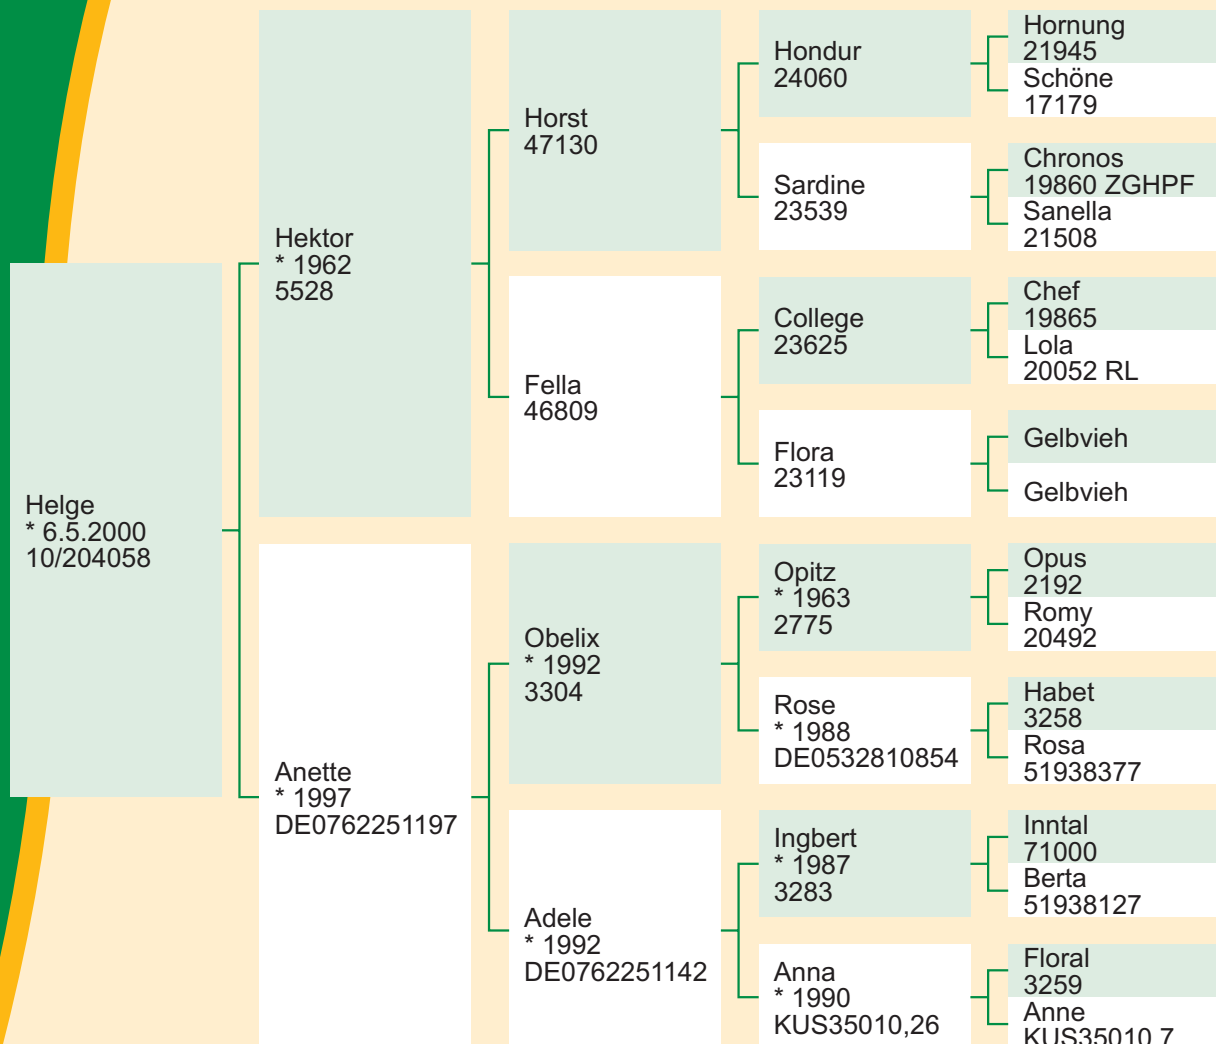 Helge
* 6.5.2000
10/204058
Hektor
* 1962
5528
Anette
* 1997
DE0762251197
Horst
47130
Fella
46809
Obelix
* 1992
3304
Adele
* 1992
DE0762251142
Hondur
24060
Sardine
23539
College
23625
Flora
23119
Opitz
* 1963
2775
Rose
* 1988
DE0532810854
Ingbert
* 1987
3283
Anna
* 1990
KUS35010,26
Hornung
21945
Schöne
17179
Chronos
19860 ZGHPF
Sanella
21508
Chef
19865
Lola
20052 RL
Gelbvieh
Gelbvieh
Opus
2192
Romy
20492
Habet
3258
Rosa
51938377
Inntal
71000
Berta
51938127
Floral
3259
Anne
KUS35010,7